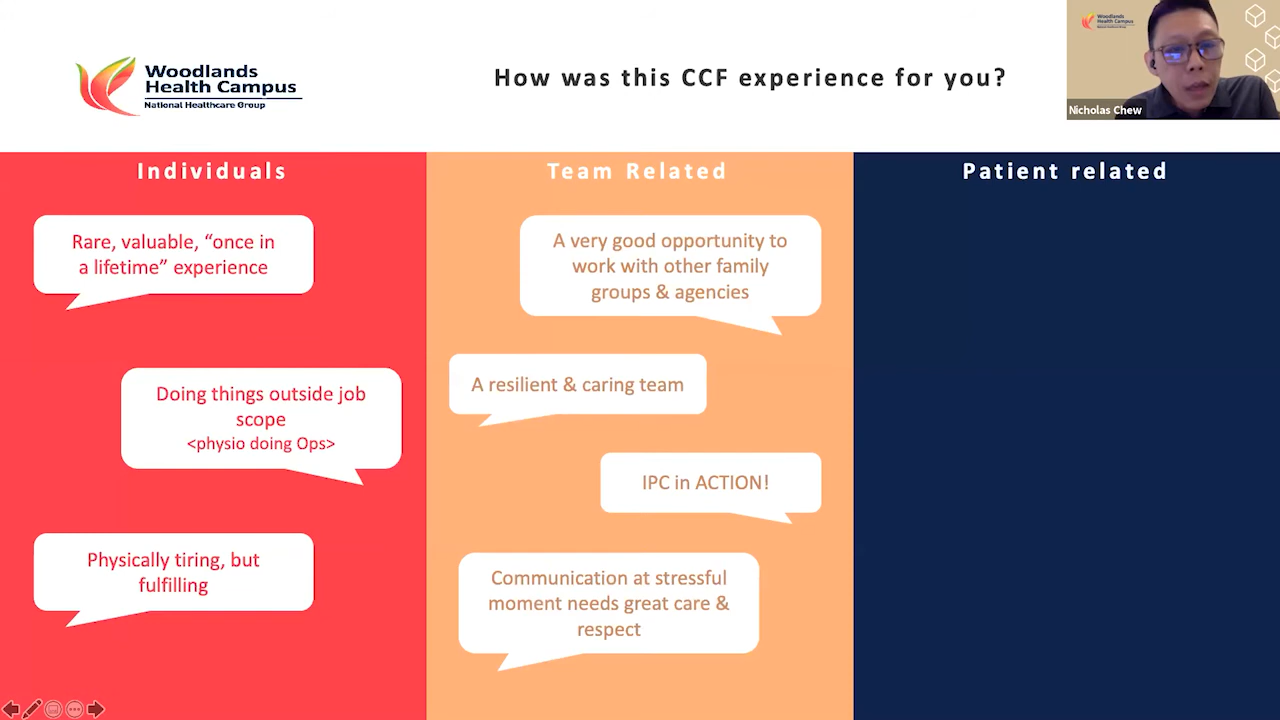 Woodlands
Health Campus
National Healthcare Group
How was this CCF experience for you?
Woodlands
Health Campus
Nicholas Chew
Individuals
Rare, valuable, “once in
a lifetime” experience
Doing things outside job
scope
<physio doing Ops>
Physically tiring, but
fulfilling
Team Related
A very good opportunity to
work with other family
groups & agencies
A resilient & caring team
IPC in ACTION!
Communication at stressful
moment needs great care &
respect
Patient related